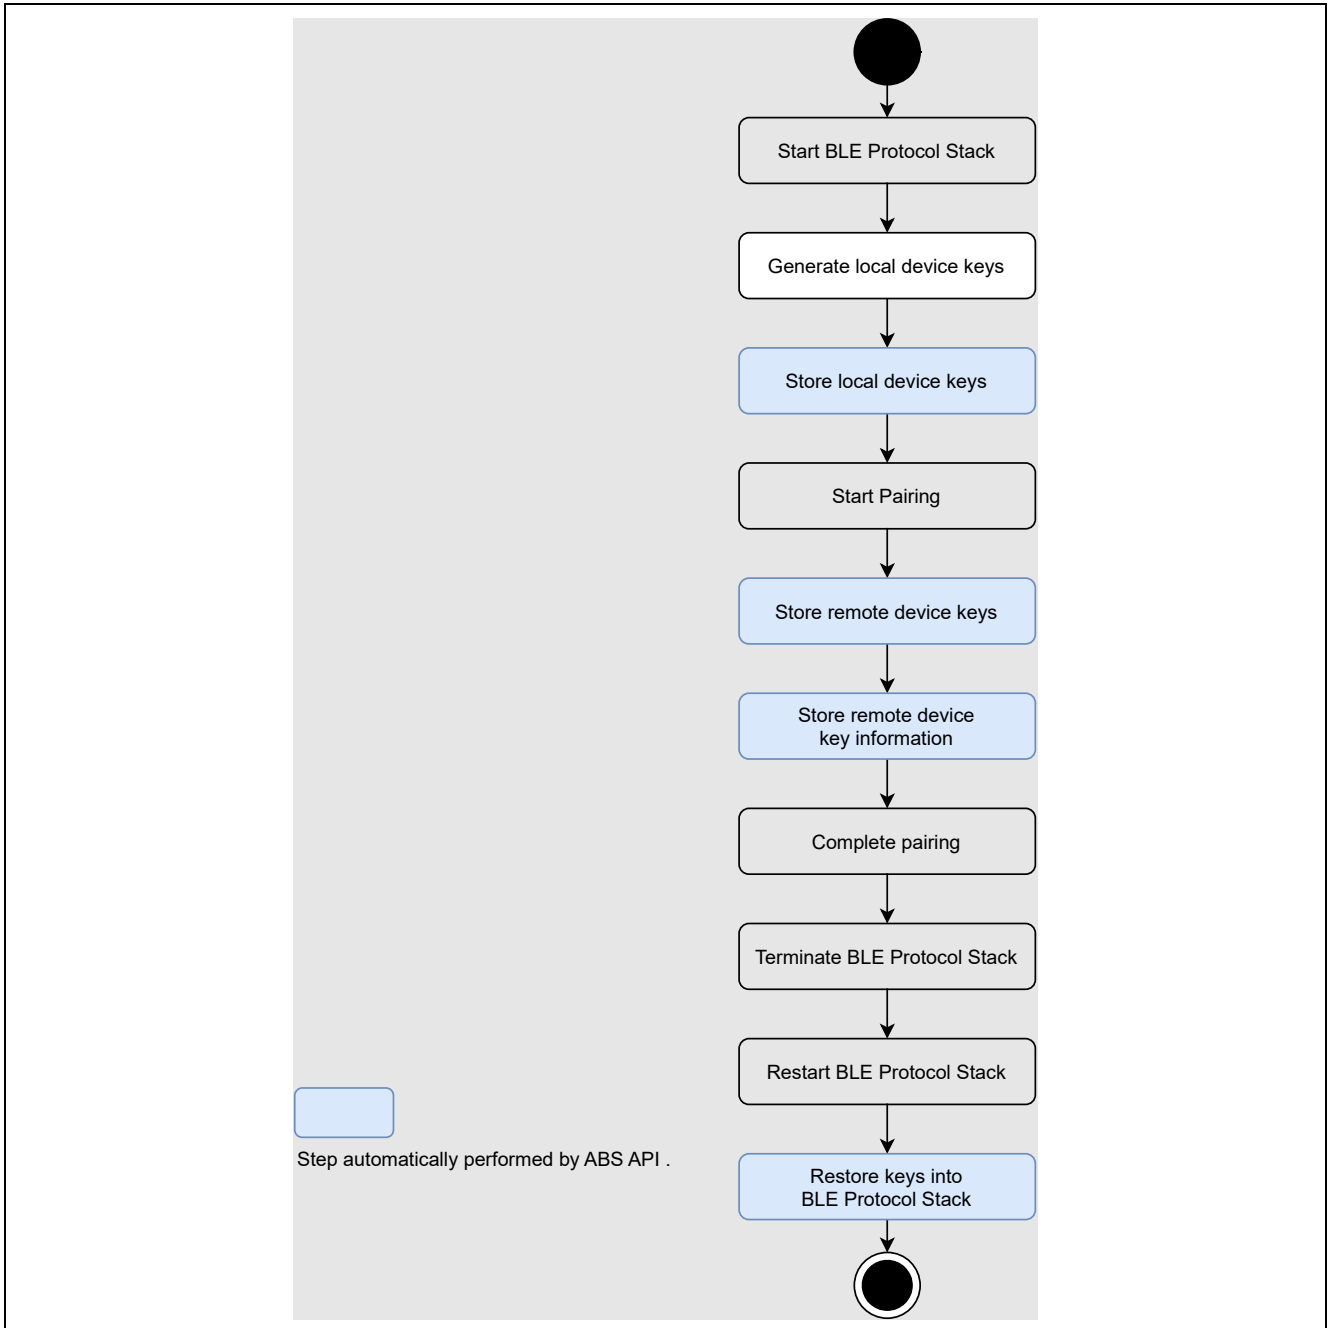 Start BLE Protocol Stack
Generate local device keys
Store local device keys
Start Pairing
Store remote device keys
Store remote device
key information
Complete pairing
Terminate BLE Protocol Stack
Restart BLE Protocol Stack
Step automatically performed by ABS API .
Restore keys into
BLE Protocol Stack